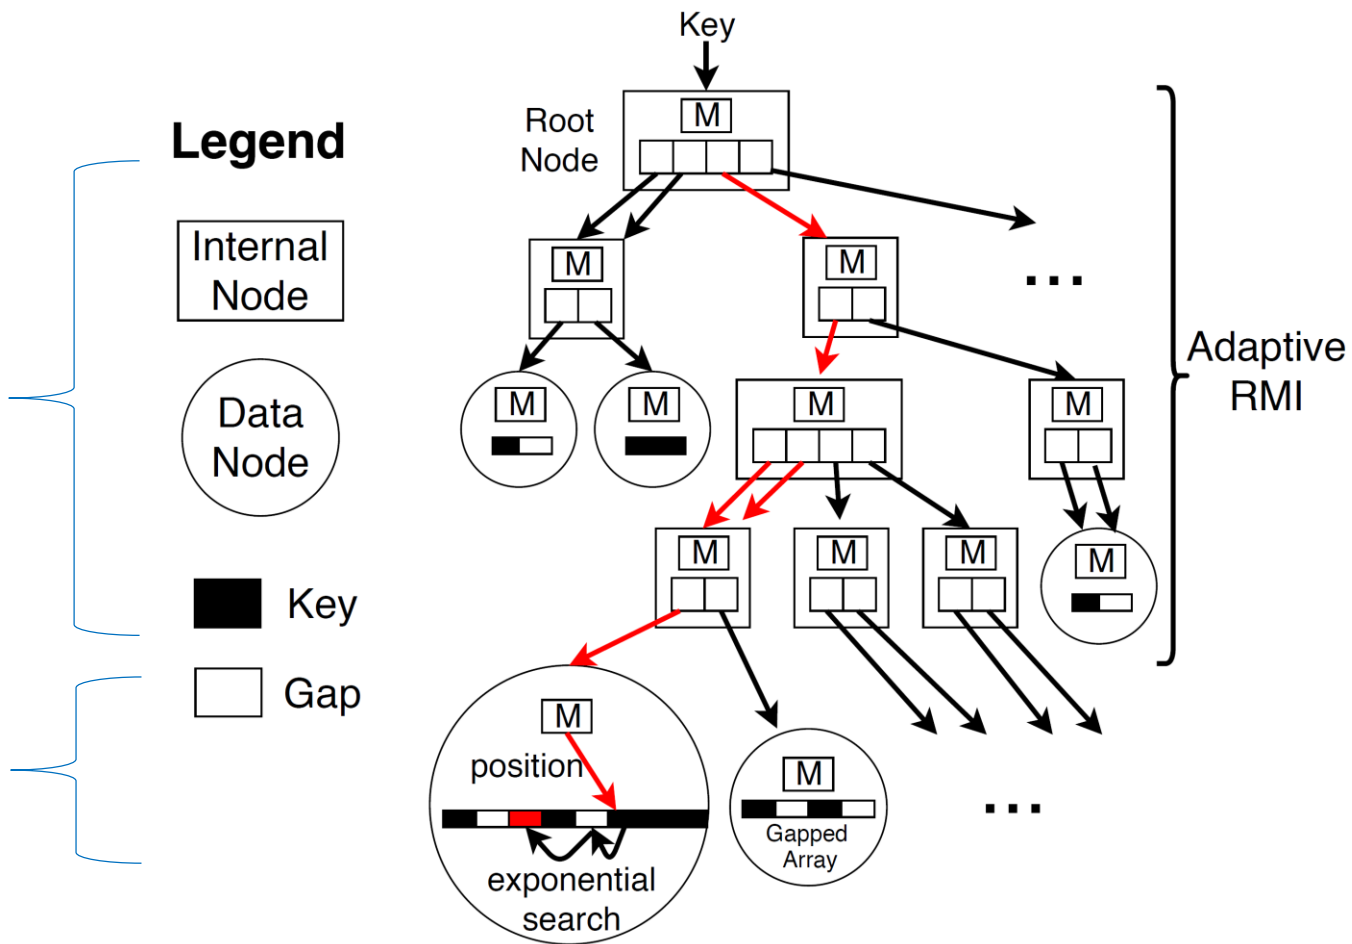 Key
Root
Node
M
Legend
Internal
Node
Data
Node
Key
Gap
M
M
M
M
M
M
M
M
M
M
Adaptive
RMI
M
position
exponential
search
M
Gapped
Array
...
...